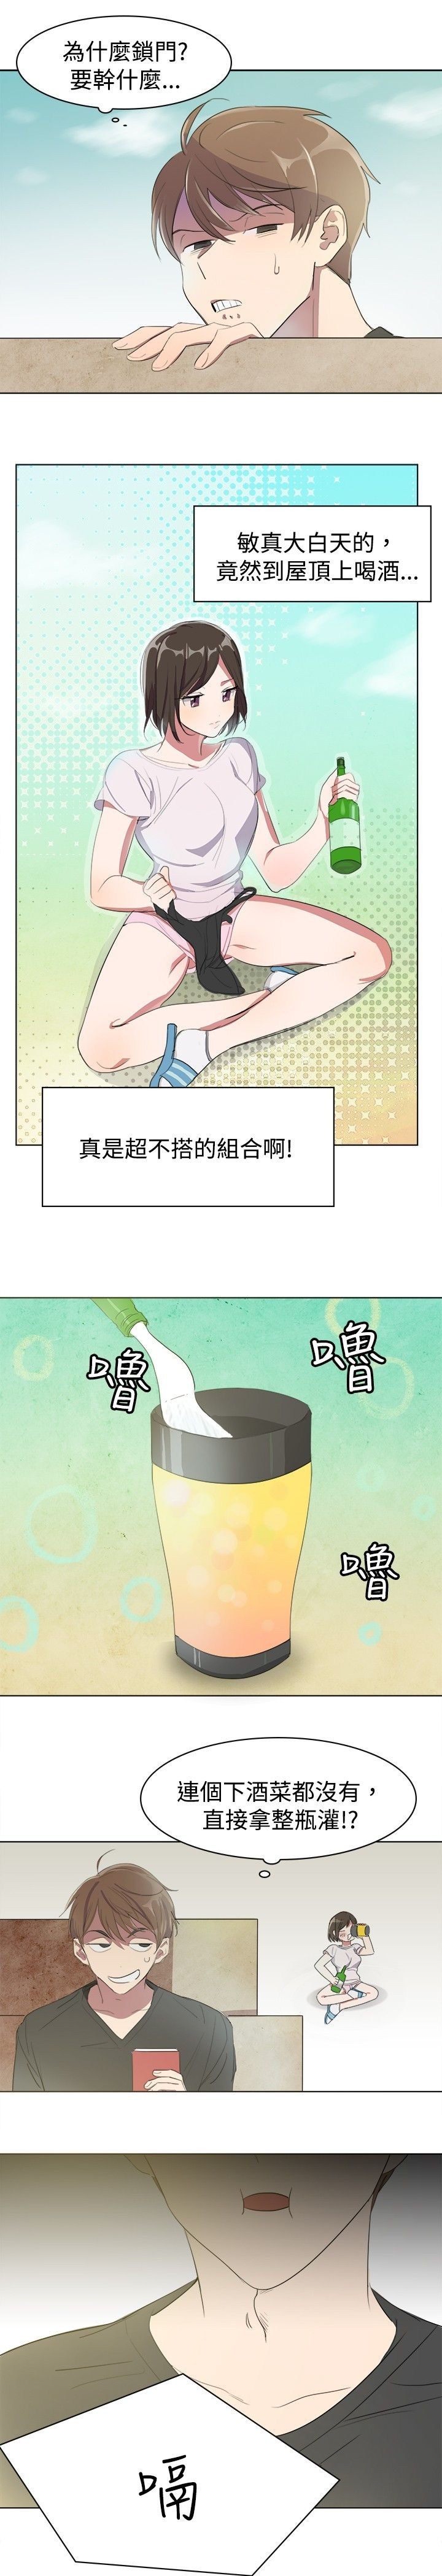 為什麼鎖門?
要幹什麼...
敏真大白天的，
竟然到屋頂上喝酒...
真是超不搭的組合啊!
嚕
嚕
嚕
連個下酒菜都沒有，
直接拿整瓶灌!?
嗝